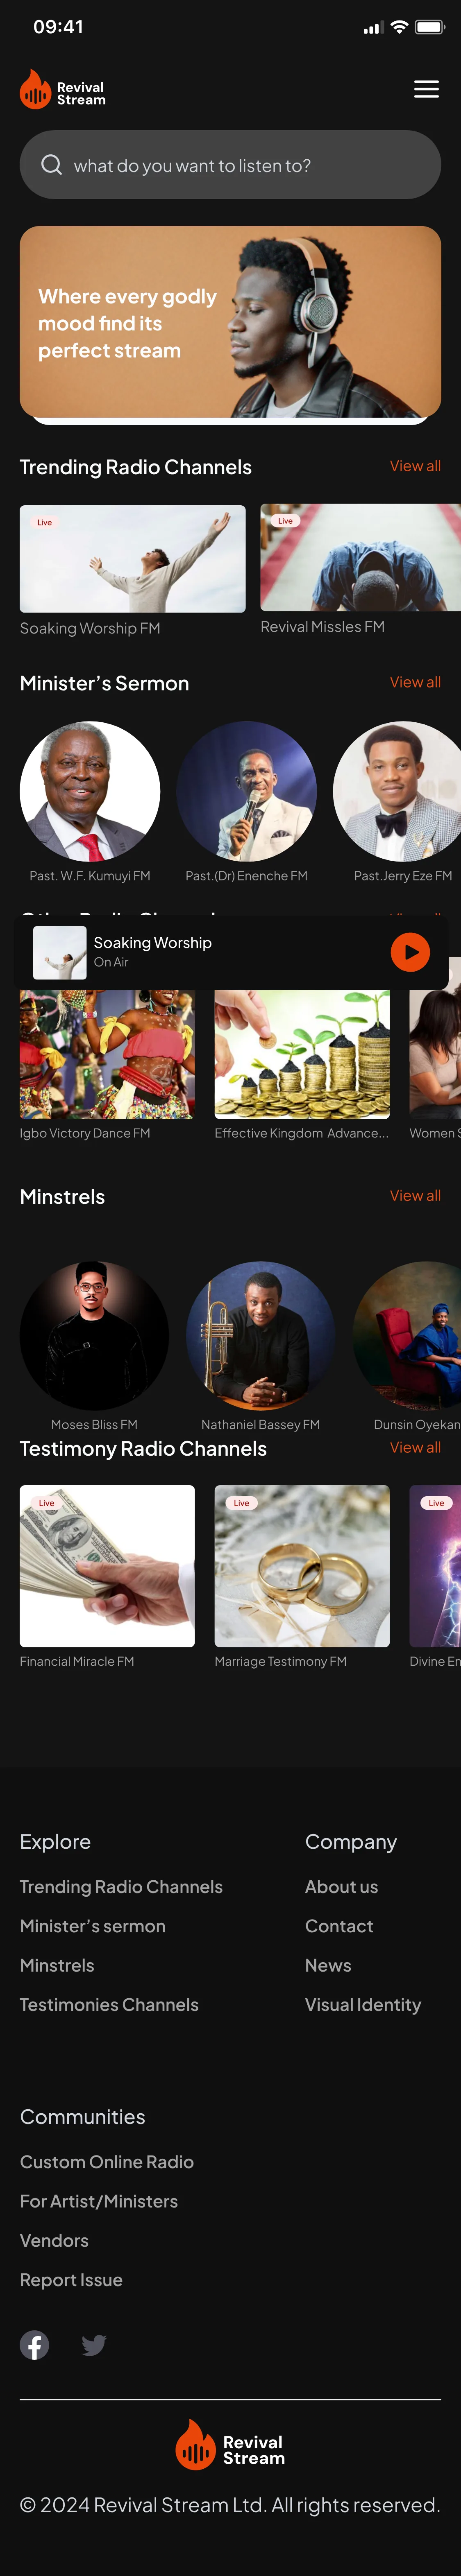 09:41
Revival
Stream
what do you want to listen to?
Where every godly
mood find its
perfect stream
Trending Radio Channels
View all
Live
Live
Soaking Worship FM
Revival Missles FM
Minister’s Sermon
View all
Past. W.F. Kumuyi FM
Past.(Dr) Enenche FM
Past.Jerry Eze FM
Soaking Worship
On Air
Igbo Victory Dance FM
Effective Kingdom Advance...
Women S
Minstrels
View all
Moses Bliss FM
Nathaniel Bassey FM
Dunsin Oyekan
Testimony Radio Channels
View all
Live
Live
Live
Financial Miracle FM
Marriage Testimony FM
Divine En
Explore
Company
Trending Radio Channels
About us
Minister’s sermon
Contact
Minstrels
News
Testimonies Channels
Visual Identity
Communities
Custom Online Radio
For Artist/Ministers
Vendors
Report Issue
Revival
Stream
© 2024 Revival Stream Ltd. All rights reserved.